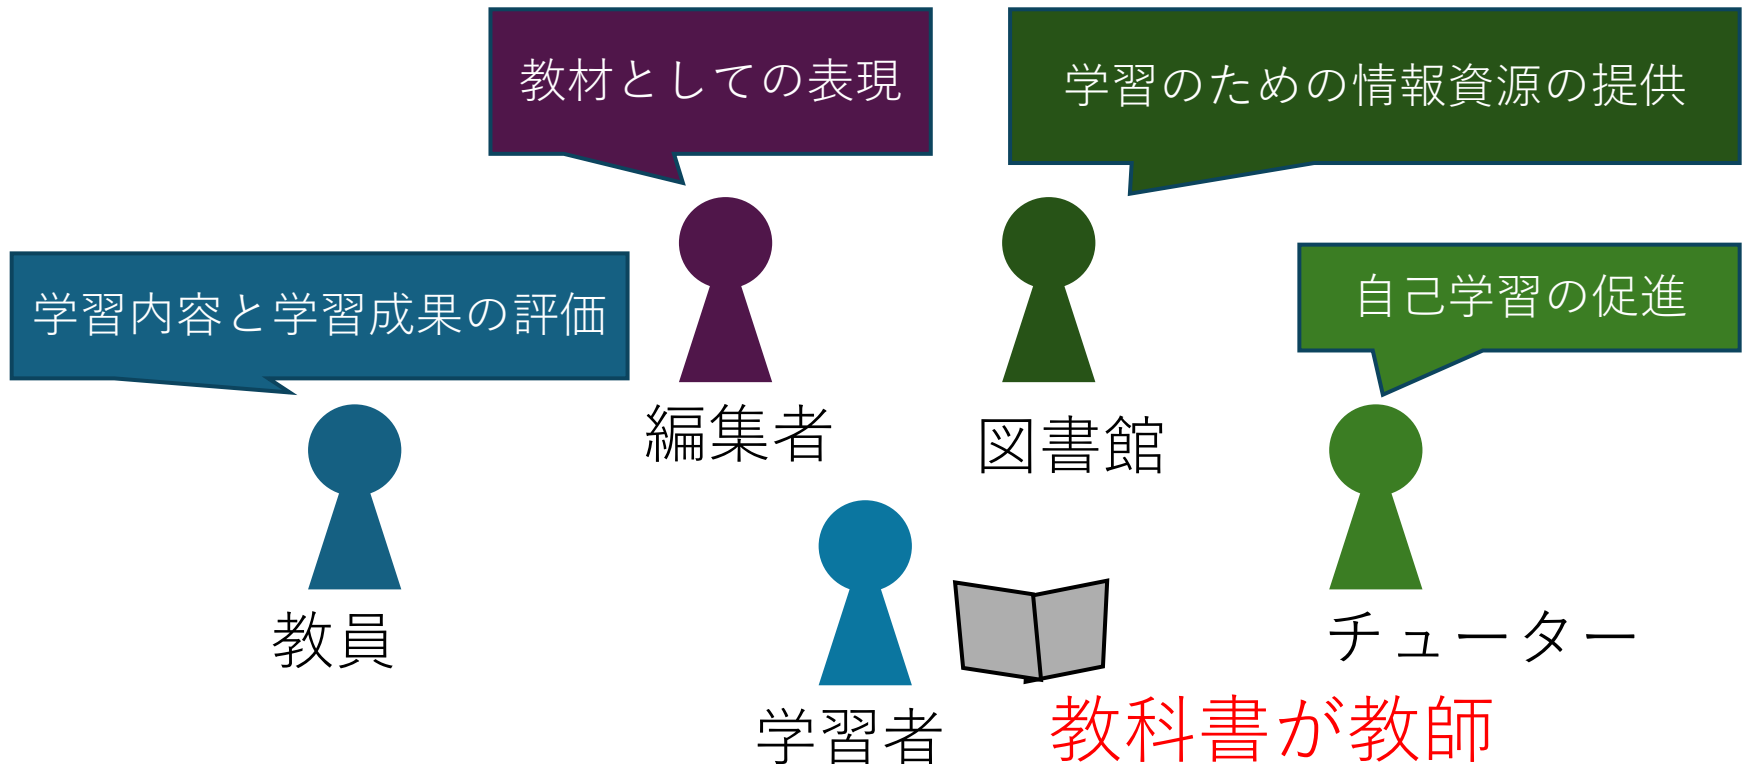 教材としての表現
学習のための情報資源の提供
学習内容と学習成果の評価
自己学習の促進
編集者
図書館
教員
チューター
学習者
教科書が教師